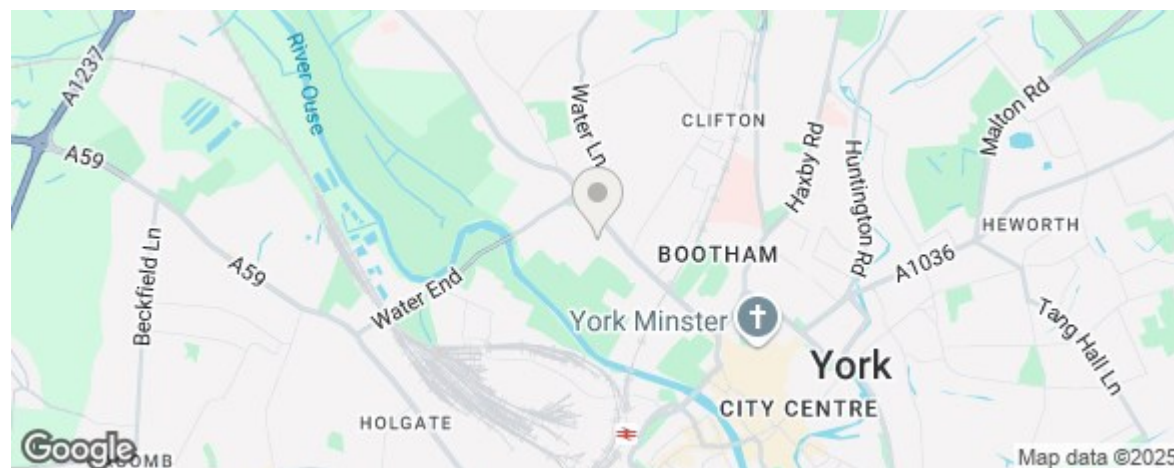 A1237
River Ouse
Water Ln
CLIFTON
Haxby Rd
Huntington Rd
Malton Rd
A59
HEWORTH
BOOTHAM
A1036
Beckfield Ln
A59
Water End
York Minster
Tang Hall Ln
York
CITY CENTRE
HOLGATE
Google
COMB
Map data ©2025